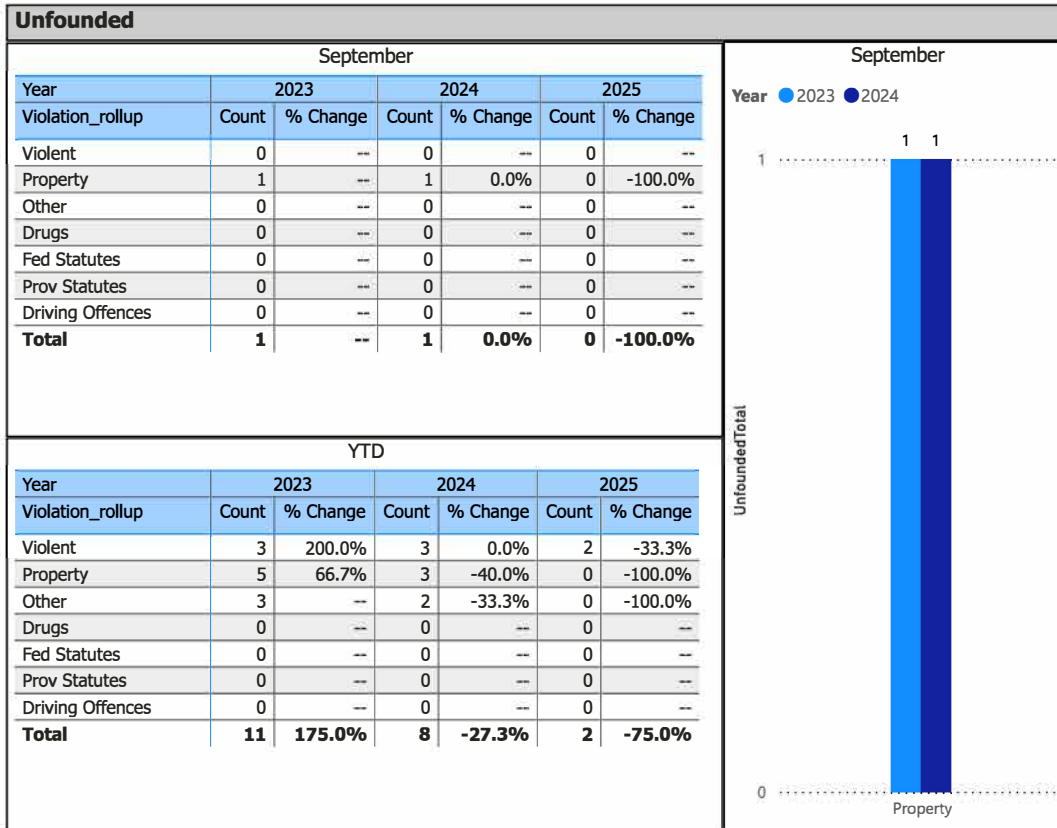 Unfounded
September
Year 2023 2024 2025
Violation_rollup Count % Change Count % Change Count % Change
Violent 0 -- 0 -- 0 --
Property 1 -- 1 0.0% 0 -100.0%
Other 0 -- 0 -- 0 --
Drugs 0 -- 0 -- 0 --
Fed Statutes 0 -- 0 -- 0 --
Prov Statutes 0 -- 0 -- 0 --
Driving Offences 0 -- 0 -- 0 --
Total 1 -- 1 0.0% 0 -100.0%
YTD
Year 2023 2024 2025
Violation_rollup Count % Change Count % Change Count % Change
Violent 3 200.0% 3 0.0% 2 -33.3%
Property 5 66.7% 3 -40.0% 0 -100.0%
Other 3 -- 2 -33.3% 0 -100.0%
Drugs 0 -- 0 -- 0 --
Fed Statutes 0 -- 0 -- 0 --
Prov Statutes 0 -- 0 -- 0 --
Driving Offences 0 -- 0 -- 0 --
Total 11 175.0% 8 -27.3% 2 -75.0%
September
Year 2023 2024
1 1
1
UnfoundedTotal
0
Property